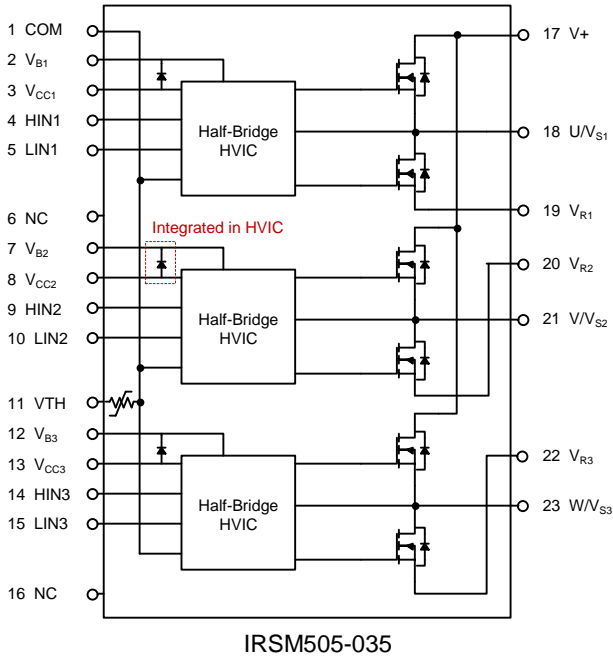 1 COM
2 VB1
3 VCC1
4 HIN1
5 LIN1
6 NC
7 VB2
8 VCC2
9 HIN2
10 LIN2
11 VTH
12 VB3
13 VCC3
14 HIN3
15 LIN3
16 NC
Half-Bridge
HVIC
Integrated in HVIC
Half-Bridge
HVIC
Half-Bridge
HVIC
17 V+
18 U/VS1
19 VR1
20 VR2
21 V/VS2
22 VR3
23 W/VS3
IRSM505-035